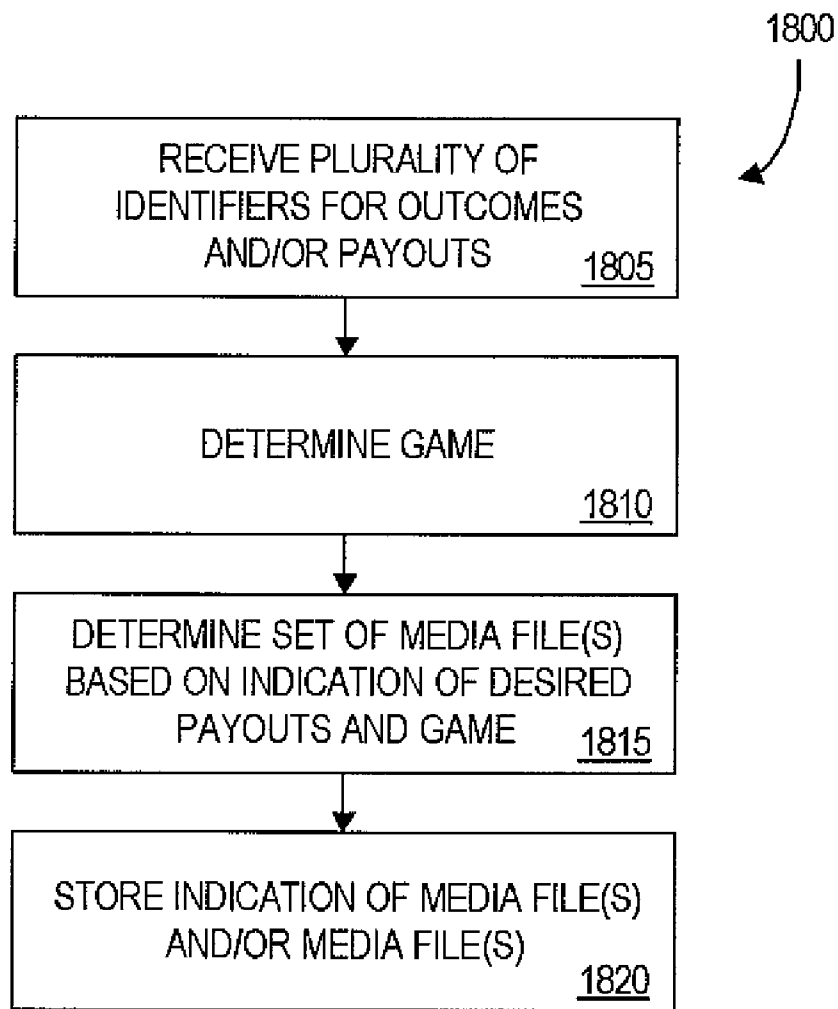 1800
RECEIVE PLURALITY OF
IDENTIFIERS FOR OUTCOMES
AND/OR PAYOUTS
1805
DETERMINE GAME
1810
DETERMINE SET OF MEDIA FILE(S)
BASED ON INDICATION OF DESIRED
PAYOUTS AND GAME
1815
STORE INDICATION OF MEDIA FILE(S)
AND/OR MEDIA FILE(S)
1820